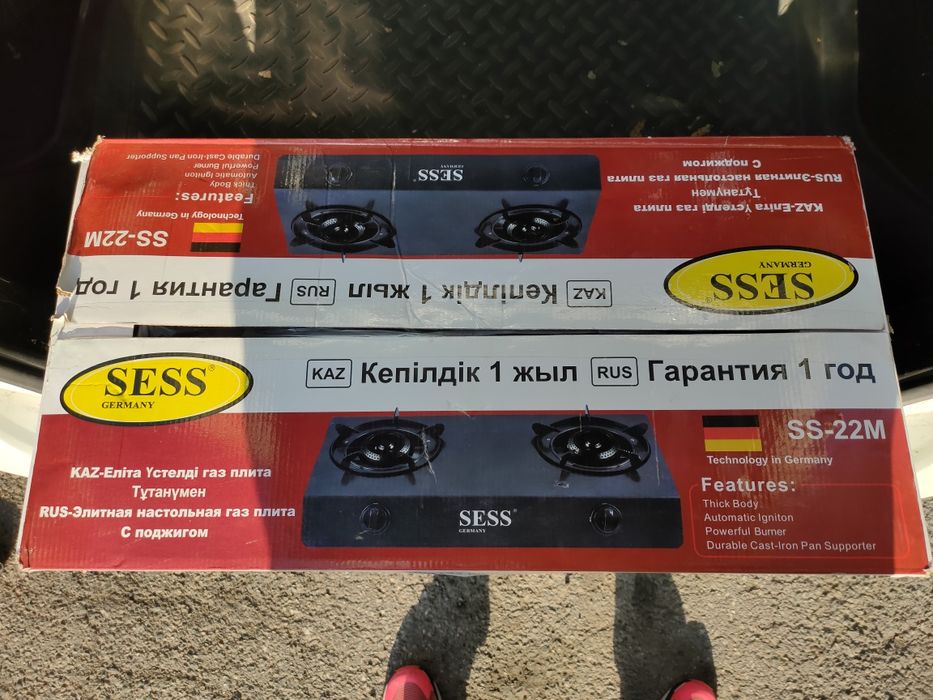 Durable Cast-Iron Pan Supporter
Powerful Burner
Automatic Igniton
Thick Body
Features:
Technology in Germany
SS-22M
SESS
GERMANY
С поджигом
RUS-Элитная настольная газ плита
Тұтанумен
KAZ-Еліта Үстелді газ плита
SESS®
GERMANY
KAZ Кепілдік 1 жыл RUS Гарантия 1 год
SESS®
GERMANY
KAZ Кепілдік 1 жыл RUS Гарантия 1 год
SS-22M
Technology in Germany
KAZ-Еліта Үстелді газ плита
Тұтанумен
RUS-Элитная настольная газ плита
С поджигом
SESS
GERMANY
Features:
Thick Body
Automatic Igniton
Powerful Burner
Durable Cast-Iron Pan Supporter